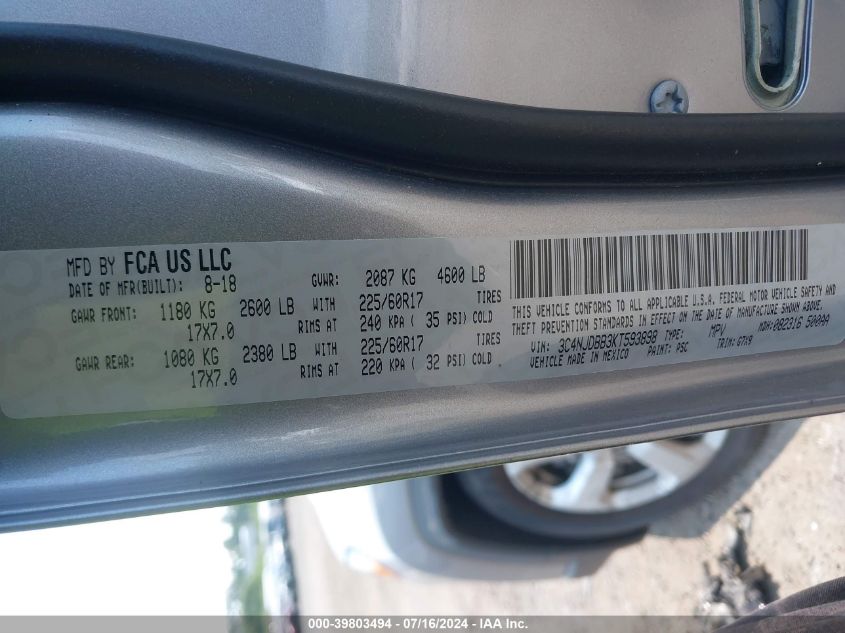 MFD BY FCA US LLC
DATE OF MFR(BUILT): 8-18 GVWR: 2087 KG 4600 LB
GAWR FRONT: 1180 KG 2600 LB WITH 225/60R17 TIRES
17X7.0 RIMS AT 240 KPA ( 35 PSI) COLD
GAWR REAR: 1080 KG 2380 LB WITH 225/60R17 TIRES
17X7.0 RIMS AT 220 KPA ( 32 PSI) COLD
THIS VEHICLE CONFORMS TO ALL APPLICABLE U.S.A. FEDERAL MOTOR VEHICLE SAFETY AND
THEFT PREVENTION STANDARDS IN EFFECT ON THE DATE OF MANUFACTURE SHOWN ABOVE.
VIN: 3C4NJDBB3KT593898 TYPE: MPV MDH: 082316 500AA
VEHICLE MADE IN MEXICO PAINT: PSC TRIM: G7X9
000-39803494 - 07/16/2024 - IAA Inc.